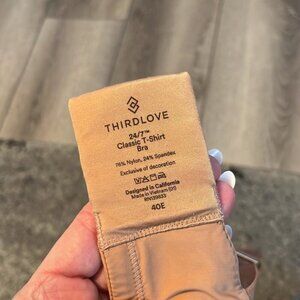 THIRDLOVE
24/7™
Classic T-Shirt
Bra
76% Nylon, 24% Spandex
Exclusive of decoration
Designed in California
Made in Vietnam
40E